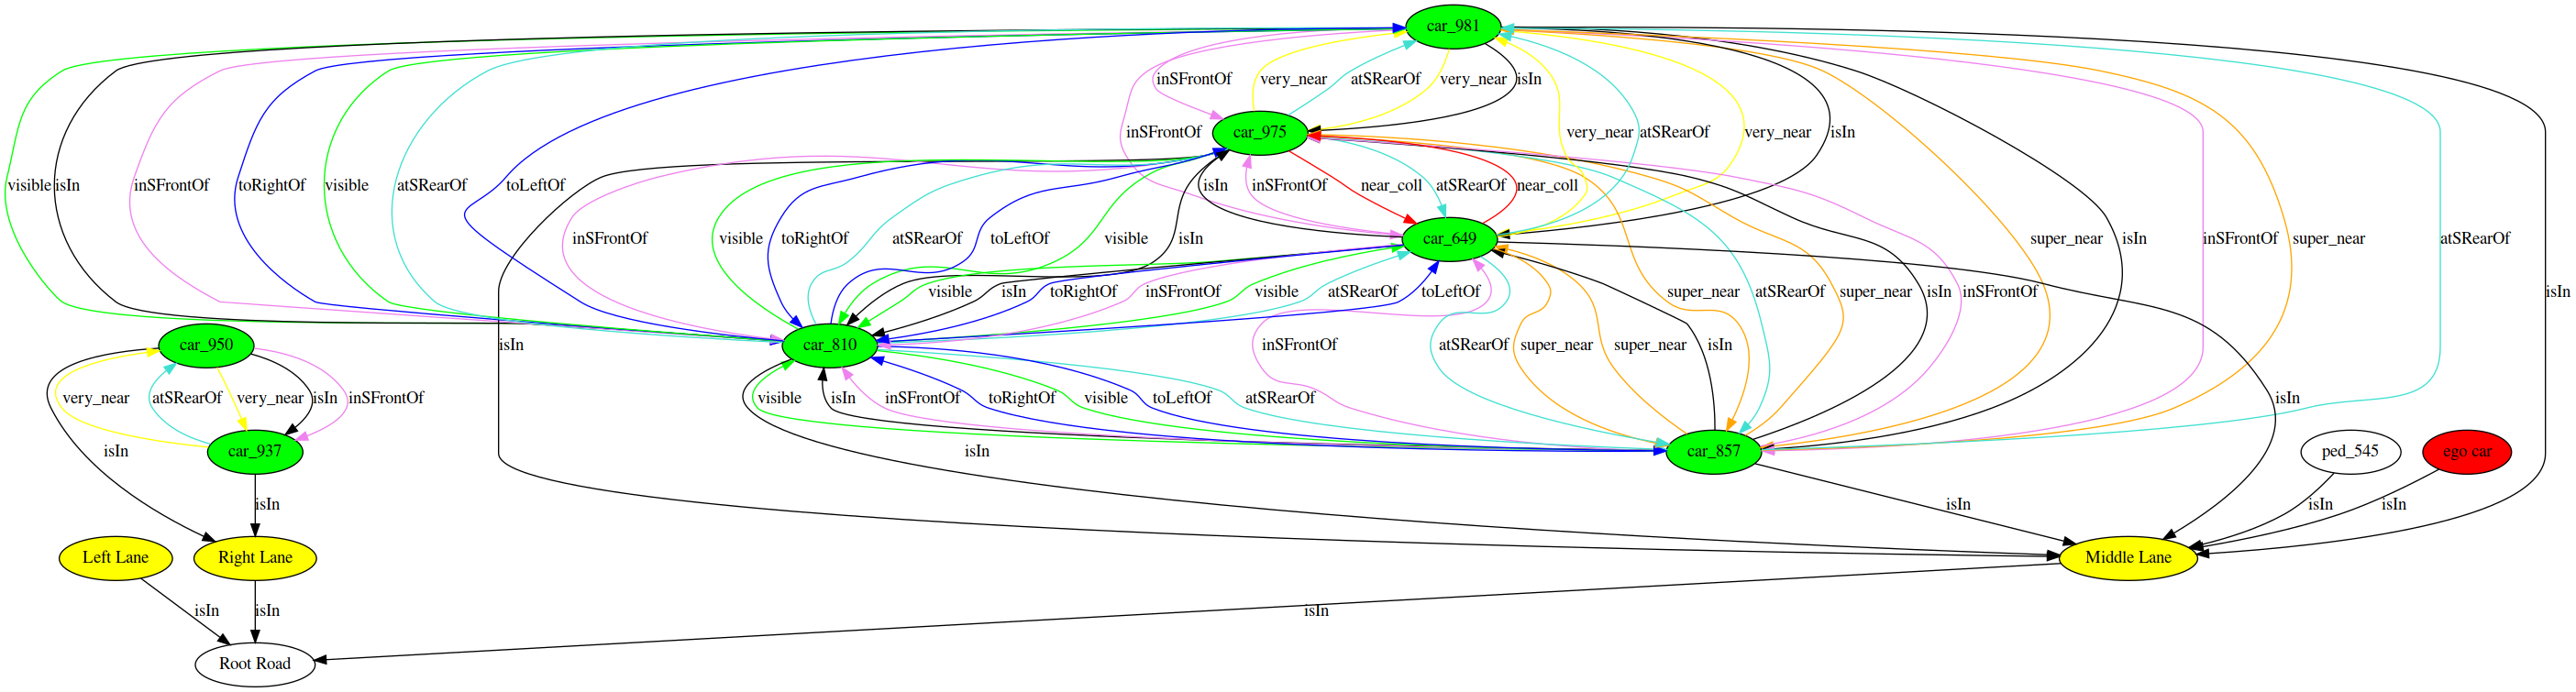 car_981
inSFrontOf very_near atSRearOf very_near isIn
car_975
inSFrontOf very_near atSRearOf very_near isIn
visible isIn inSFrontOf toRightOf visible atSRearOf toLeftOf isIn inSFrontOf near_coll atSRearOf near_coll
car_649
inSFrontOf visible toRightOf atSRearOf toLeftOf visible isIn super_near isIn inSFrontOf super_near atSRearOf
visible isIn toRightOf inSFrontOf visible atSRearOf toLeftOf super_near atSRearOf super_near isIn inSFrontOf isIn
car_950
isIn
car_810
inSFrontOf atSRearOf super_near super_near isIn
very_near atSRearOf very_near isIn inSFrontOf visible isIn inSFrontOf toRightOf visible toLeftOf atSRearOf isIn
isIn
car_937
isIn
car_857
ped_545
ego car
isIn isIn isIn isIn
Left Lane
Right Lane
Middle Lane
isIn isIn isIn
Root Road